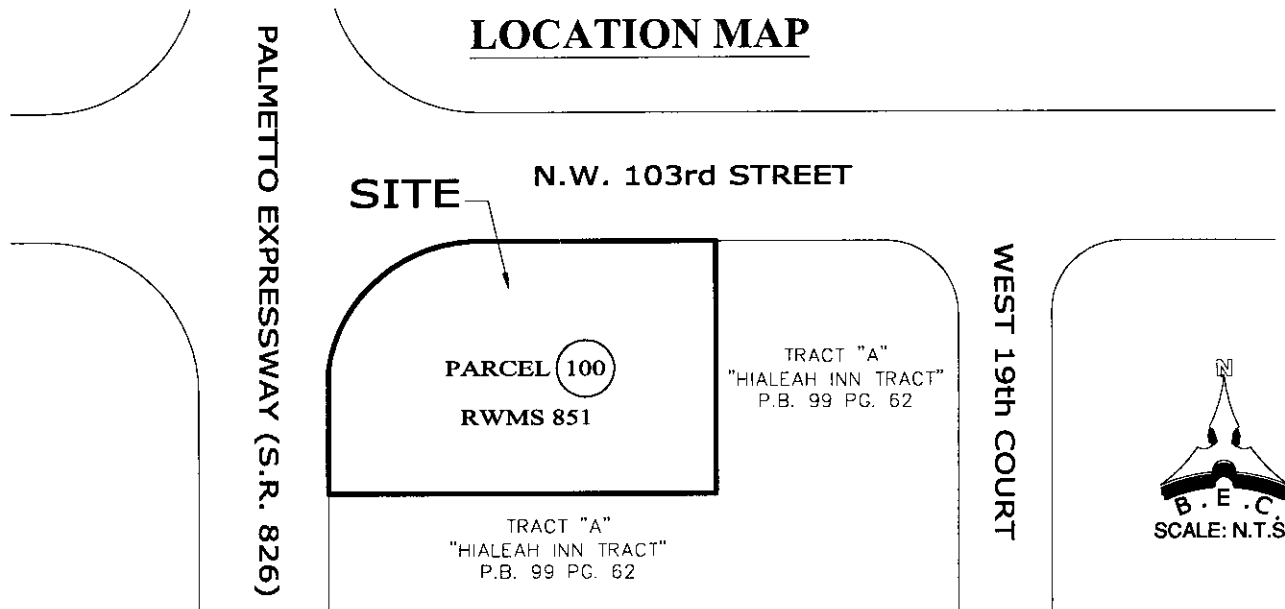 LOCATION MAP
PALMETTO EXPRESSWAY (S.R. 826)
N.W. 103rd STREET
SITE
WEST 19th COURT
PARCEL 100
RWMS 851
TRACT "A"
"HIALEAH INN TRACT"
P.B. 99 PG. 62
TRACT "A"
"HIALEAH INN TRACT"
P.B. 99 PG. 62
N
B.E.C.
SCALE: N.T.S